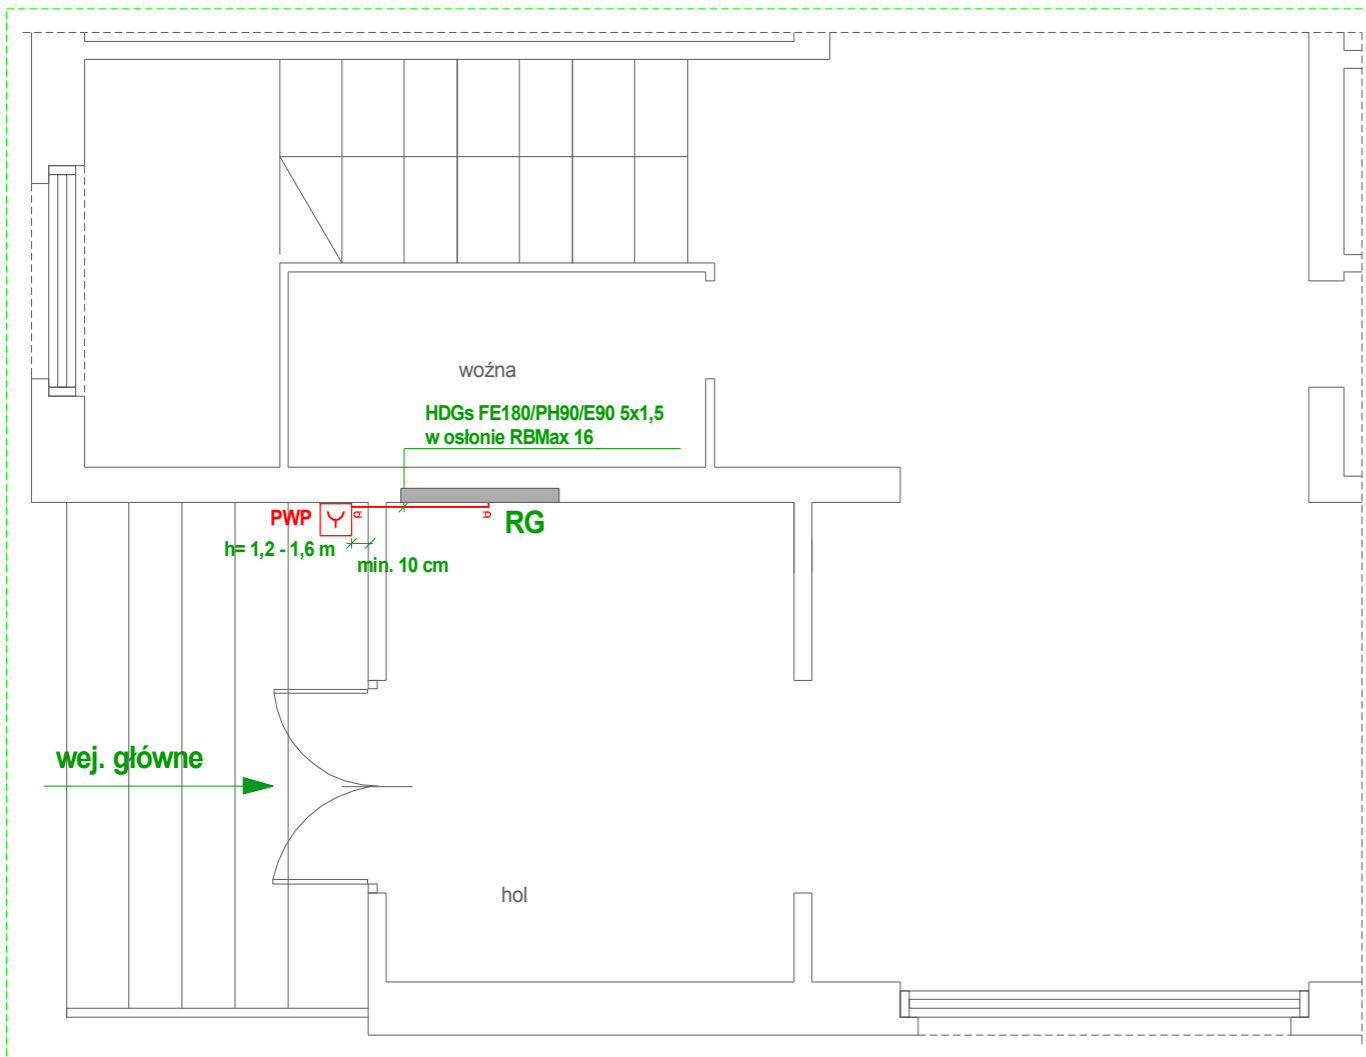 woźna
HDGs FE180/PH90/E90 5x1,5
w osłonie RBMax 16
PWP
RG
h= 1,2 - 1,6 m
min. 10 cm
wej. główne
hol